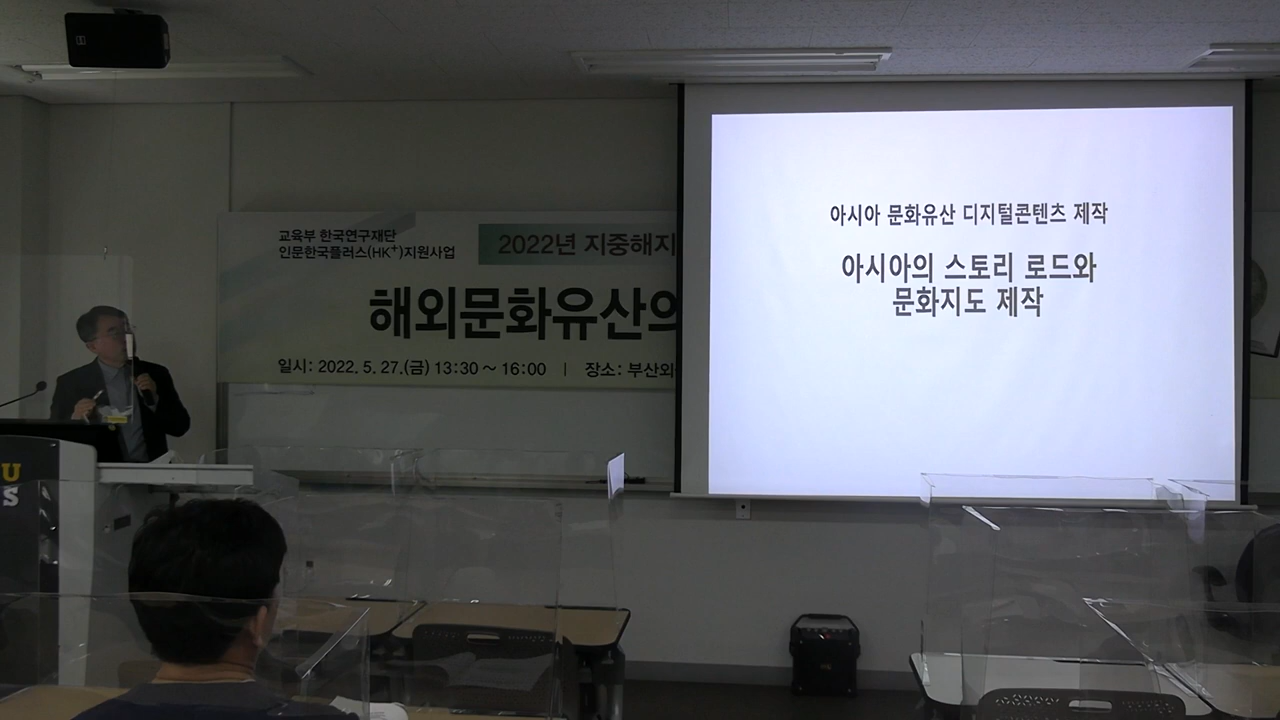 교육부 한국연구재단
인문한국플러스(HK⁺)지원사업
2022년 지중해지
해외문화유산의
일시: 2022. 5. 27.(금) 13:30 ~ 16:00 | 장소: 부산외
아시아 문화유산 디지털콘텐츠 제작
아시아의 스토리 로드와
문화지도 제작
U
S